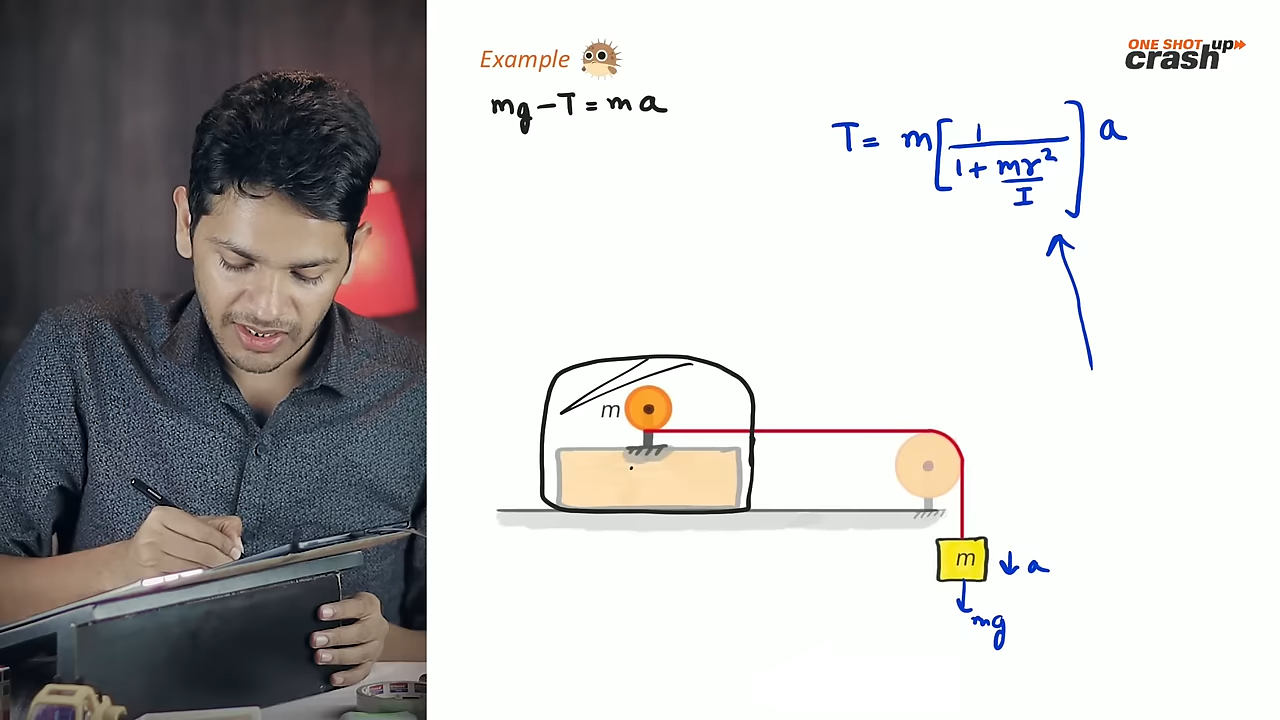 Example
ONE SHOT
crash up
mg - T = ma
T = m[1/(1 + mr²/I)] a
m
m
a
mg